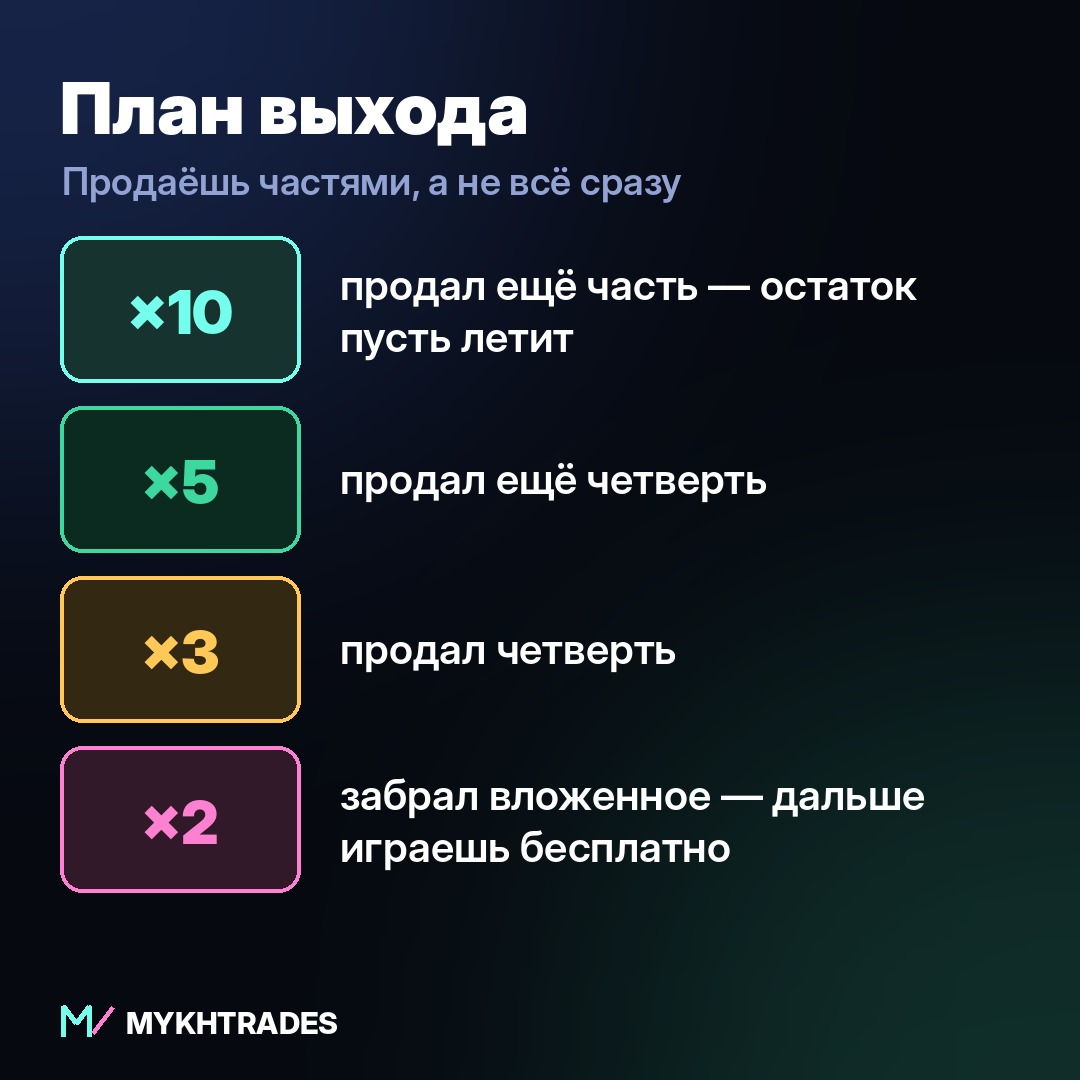 План выхода
Продаёшь частями, а не всё сразу
×10
продал ещё часть — остаток
пусть летит
×5
продал ещё четверть
×3
продал четверть
×2
забрал вложенное — дальше
играешь бесплатно
M/ MYKHTRADES